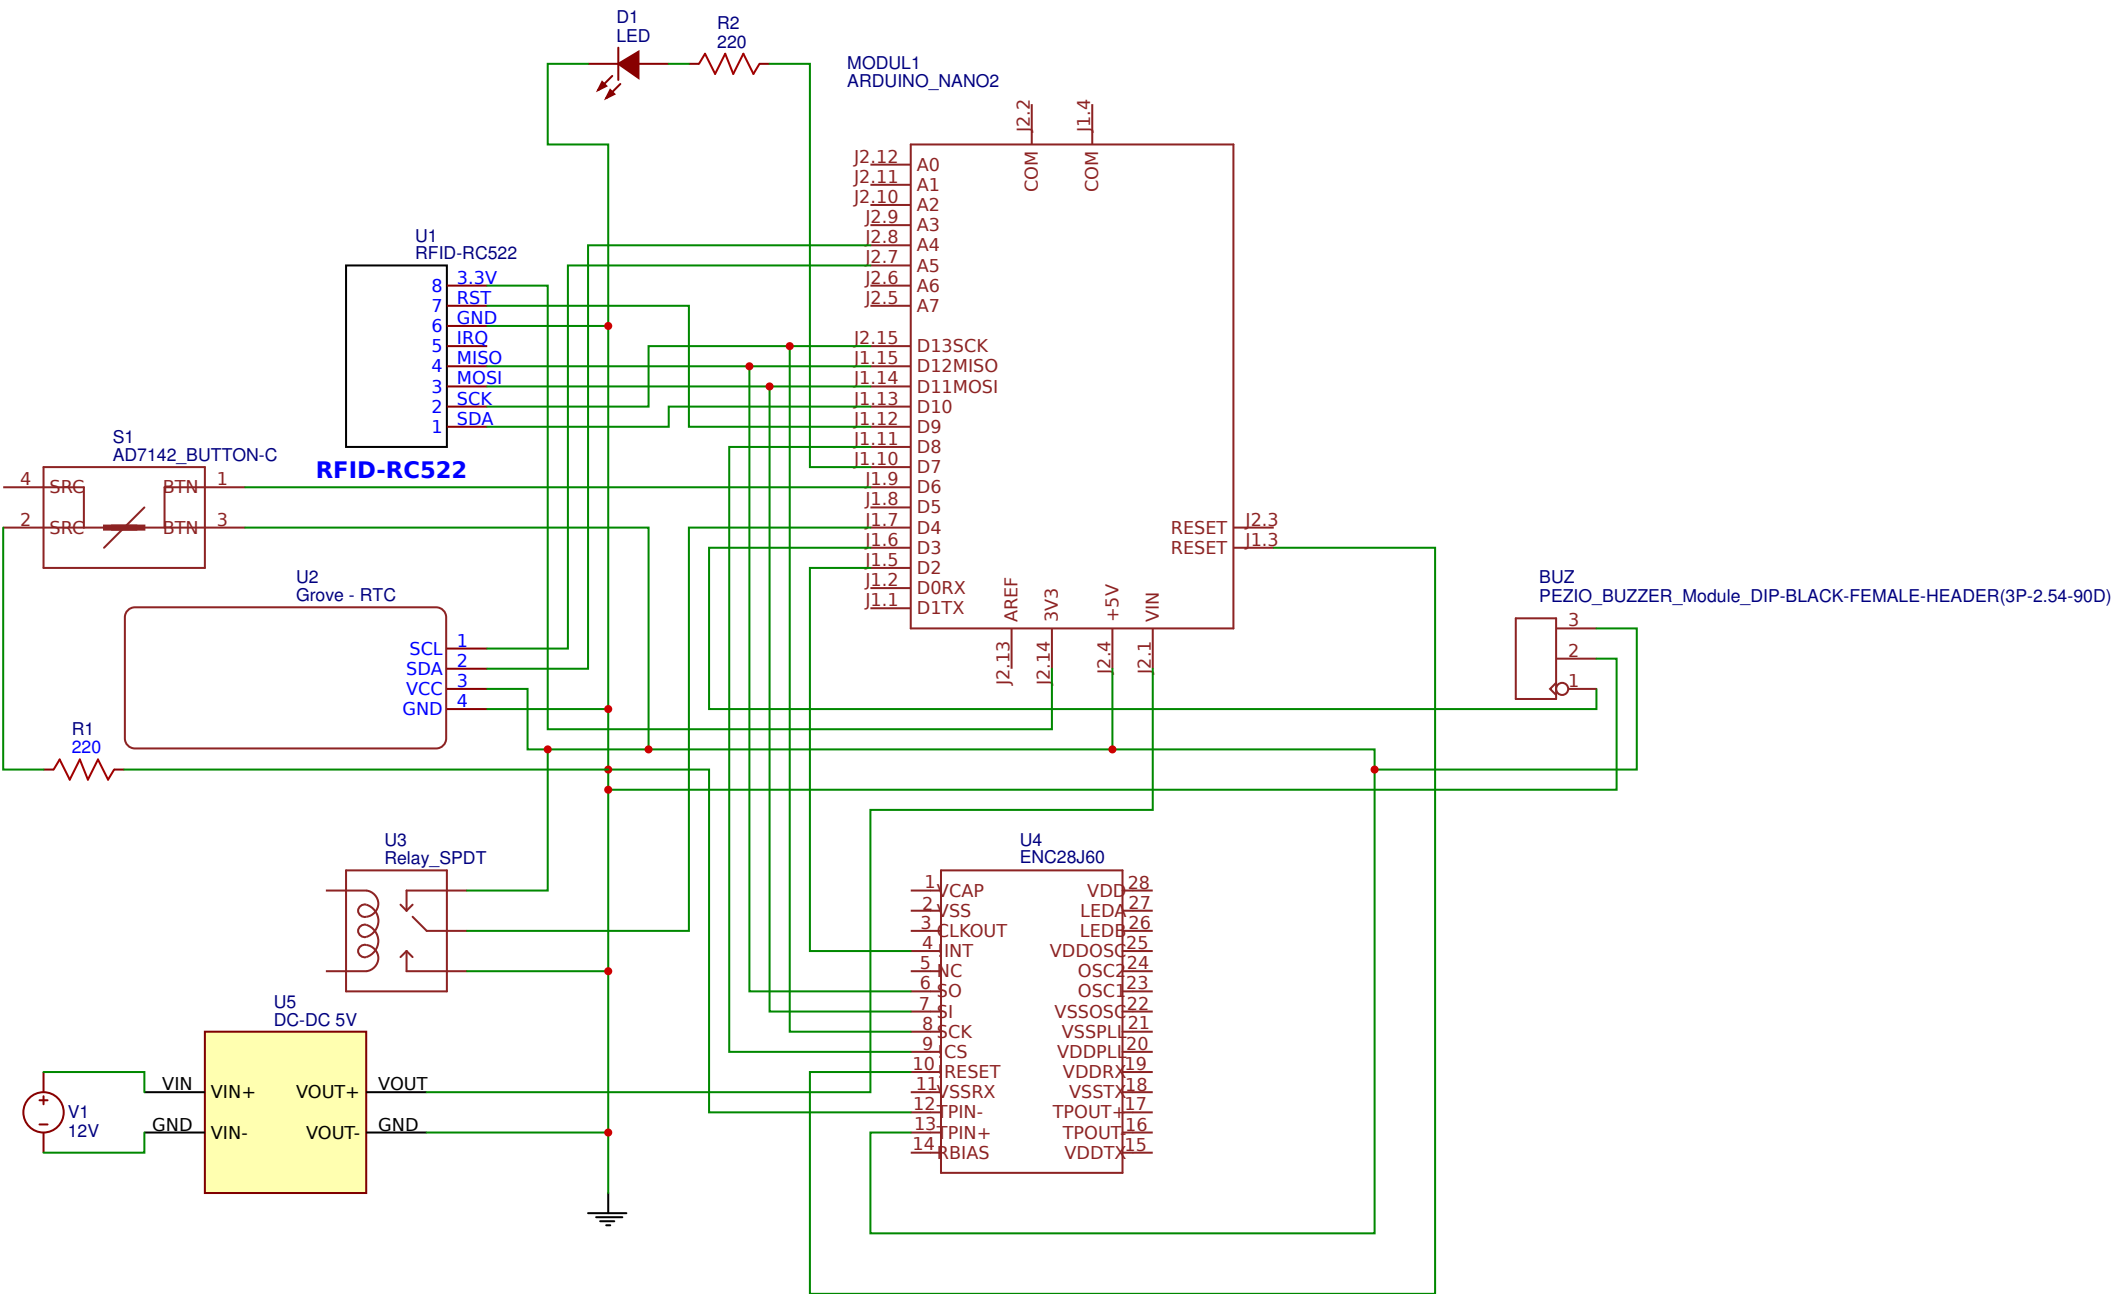 D1
LED
R2
220
MODUL1
ARDUINO_NANO2
J2.2
J1.4
COM
COM
J2.12 A0
J2.11 A1
J2.10 A2
J2.9 A3
J2.8 A4
J2.7 A5
J2.6 A6
J2.5 A7
J2.15 D13SCK
J1.15 D12MISO
J1.14 D11MOSI
J1.13 D10
J1.12 D9
J1.11 D8
J1.10 D7
J1.9 D6
J1.8 D5
J1.7 D4
J1.6 D3
J1.5 D2
J1.2 D0RX
J1.1 D1TX
RESET J2.3
RESET J1.3
AREF
3V3
+5V
VIN
J2.13
J2.14
J2.4
J2.1
U1
RFID-RC522
8 3.3V
7 RST
6 GND
5 IRQ
4 MISO
3 MOSI
2 SCK
1 SDA
RFID-RC522
S1
AD7142_BUTTON-C
4 SRC BTN 1
2 SRC BTN 3
U2
Grove - RTC
SCL 1
SDA 2
VCC 3
GND 4
R1
220
BUZ
PEZIO_BUZZER_Module_DIP-BLACK-FEMALE-HEADER(3P-2.54-90D)
3
2
1
U3
Relay_SPDT
U4
ENC28J60
1 VCAP VDD 28
2 VSS LEDA 27
3 CLKOUT LEDB 26
4 !INT VDDOSC 25
5 NC OSC2 24
6 SO OSC1 23
7 SI VSSOSC 22
8 SCK VSSPLL 21
9 !CS VDDPLL 20
10 !RESET VDDRX 19
11 VSSRX VSSTX 18
12 TPIN- TPOUT+ 17
13 TPIN+ TPOUT- 16
14 RBIAS VDDTX 15
U5
DC-DC 5V
VIN VIN+ VOUT+ VOUT
GND VIN- VOUT- GND
V1
12V